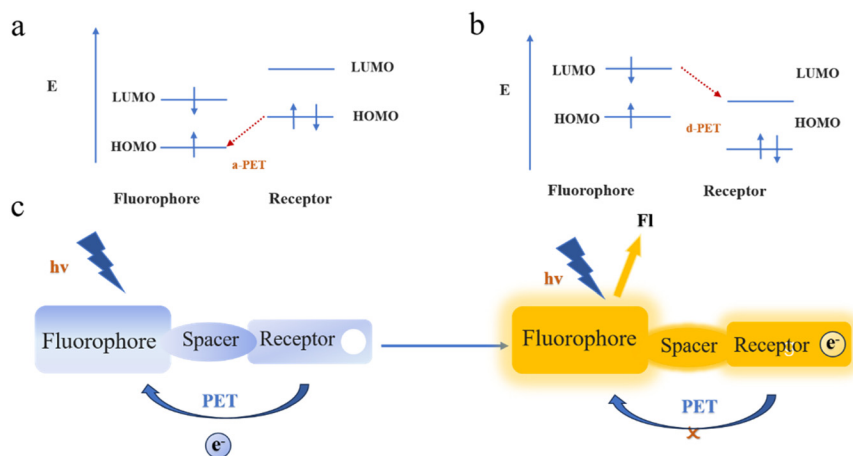 a
E
LUMO
LUMO
HOMO
HOMO
a-PET
Fluorophore
Receptor
b
E
LUMO
LUMO
HOMO
HOMO
d-PET
Fluorophore
Receptor
c
hv
Fluorophore
Spacer
Receptor
PET
e-
Fl
hv
Fluorophore
Spacer
Receptor
e-
PET
x